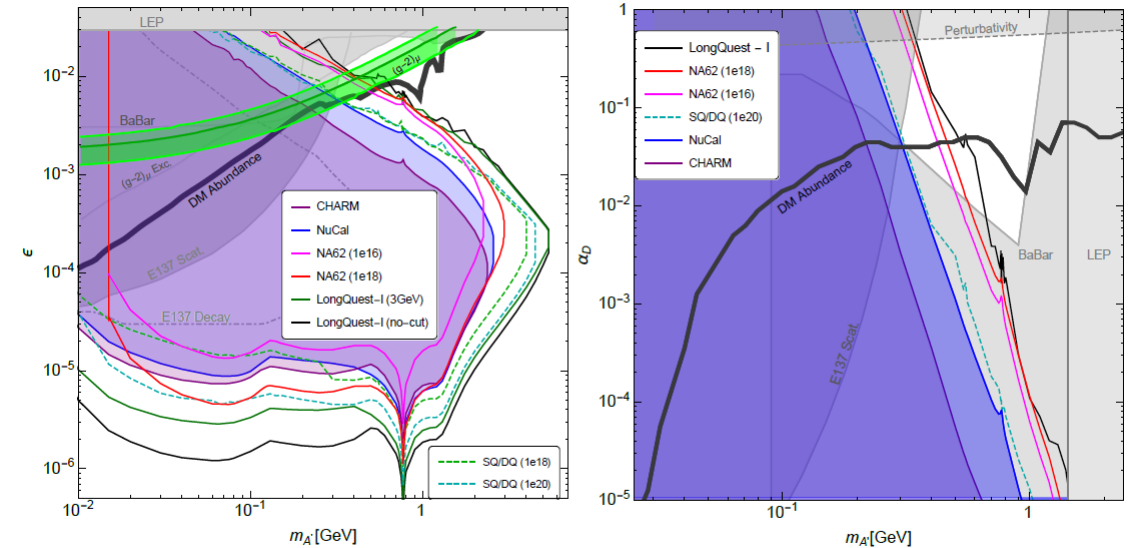 LEP
(g-2)μ
BaBar
(g-2)μ Exc.
DM Abundance
E137 Scat.
E137 Decay
CHARM
NuCal
NA62 (1e16)
NA62 (1e18)
LongQuest-I (3GeV)
LongQuest-I (no-cut)
SQ/DQ (1e18)
SQ/DQ (1e20)
ϵ
10⁻²
10⁻³
10⁻⁴
10⁻⁵
10⁻⁶
10⁻² 10⁻¹ 1
mA'[GeV]
Perturbativity
LongQuest - I
NA62 (1e18)
NA62 (1e16)
SQ/DQ (1e20)
NuCal
CHARM
DM Abundance
BaBar
LEP
E137 Scat.
αD
1
10⁻¹
10⁻²
10⁻³
10⁻⁴
10⁻⁵
10⁻¹ 1
mA'[GeV]